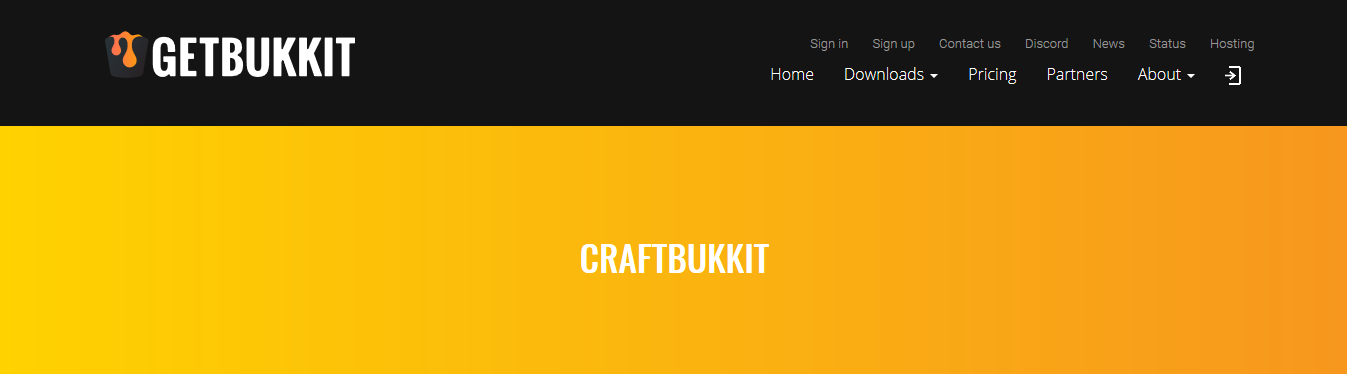 GETBUKKIT
Sign in Sign up Contact us Discord News Status Hosting
Home Downloads Pricing Partners About
CRAFTBUKKIT